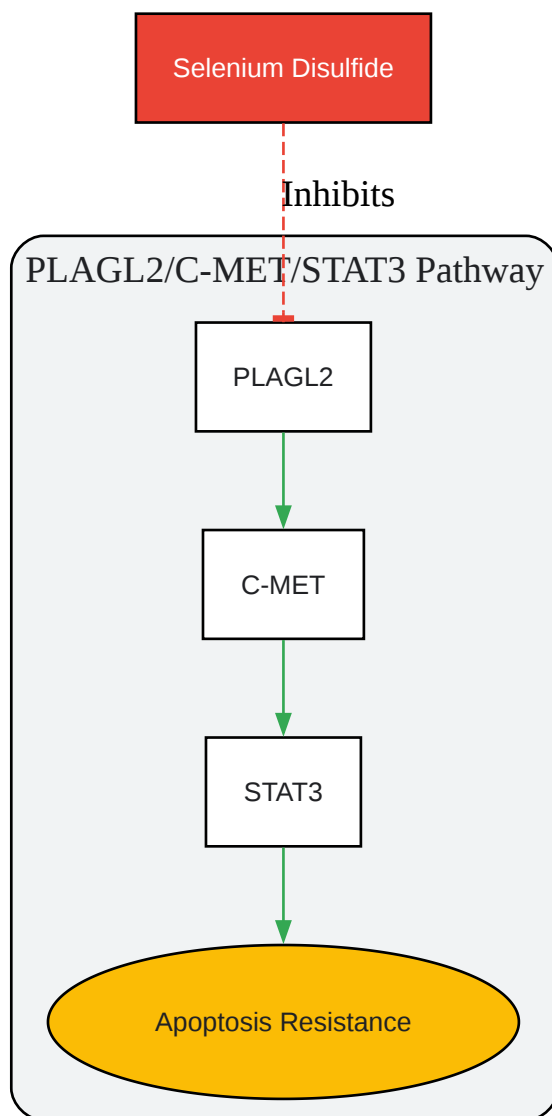 Selenium Disulfide
Inhibits
PLAGL2/C-MET/STAT3 Pathway
PLAGL2
C-MET
STAT3
Apoptosis Resistance